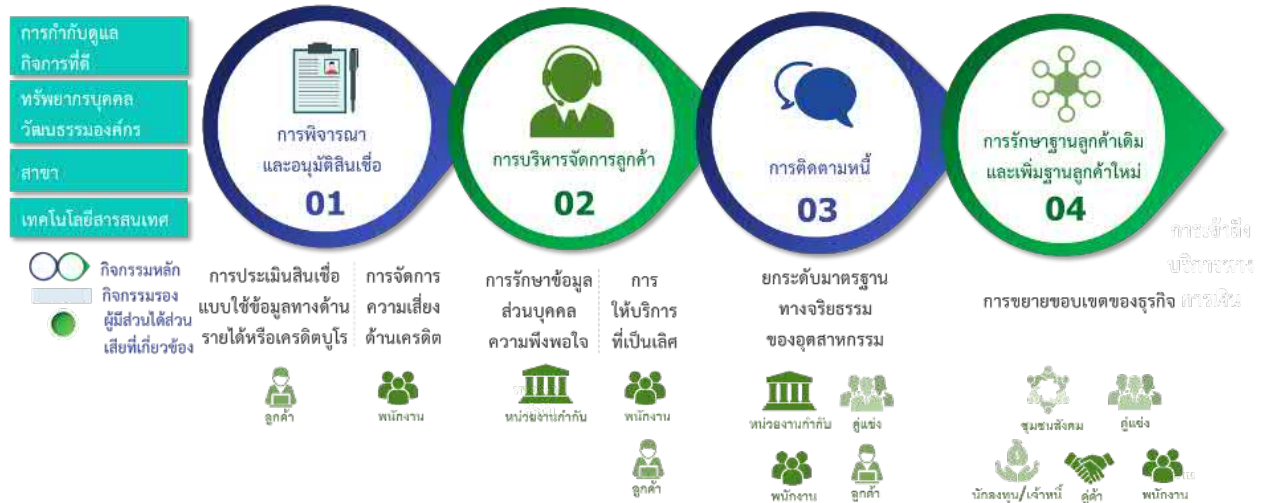 การกำกับดูแล
กิจการที่ดี
ทรัพยากรบุคคล
วัฒนธรรมองค์กร
สาขา
เทคโนโลยีสารสนเทศ
กิจกรรมหลัก
กิจกรรมรอง
ผู้มีส่วนได้ส่วน
เสียที่เกี่ยวข้อง
การพิจารณา
และอนุมัติสินเชื่อ
01
การประเมินสินเชื่อ
แบบใช้ข้อมูลทางด้าน
รายได้หรือเครดิตบูโร
ลูกค้า
การจัดการ
ความเสี่ยง
ด้านเครดิต
พนักงาน
การบริหารจัดการลูกค้า
02
การรักษาข้อมูล
ส่วนบุคคล
ความพึงพอใจ
หน่วยงานกำกับ
การ
ให้บริการ
ที่เป็นเลิศ
พนักงาน
ลูกค้า
การติดตามหนี้
03
ยกระดับมาตรฐาน
ทางจริยธรรม
ของอุตสาหกรรม
หน่วยงานกำกับ
คู่แข่ง
พนักงาน
ลูกค้า
การรักษาฐานลูกค้าเดิม
และเพิ่มฐานลูกค้าใหม่
04
การขยายขอบเขตของธุรกิจ
การเข้าถึง
บริการทาง
การเงิน
ชุมชนสังคม
คู่แข่ง
นักลงทุน/เจ้าหนี้
คู่ค้า
พนักงาน